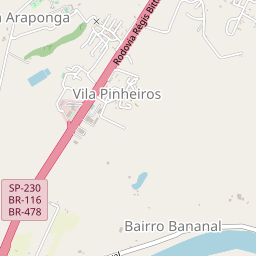 Araponga
Rodovia Régis Bitt
Vila Pinheiros
SP-230
BR-116
BR-478
Bairro Bananal